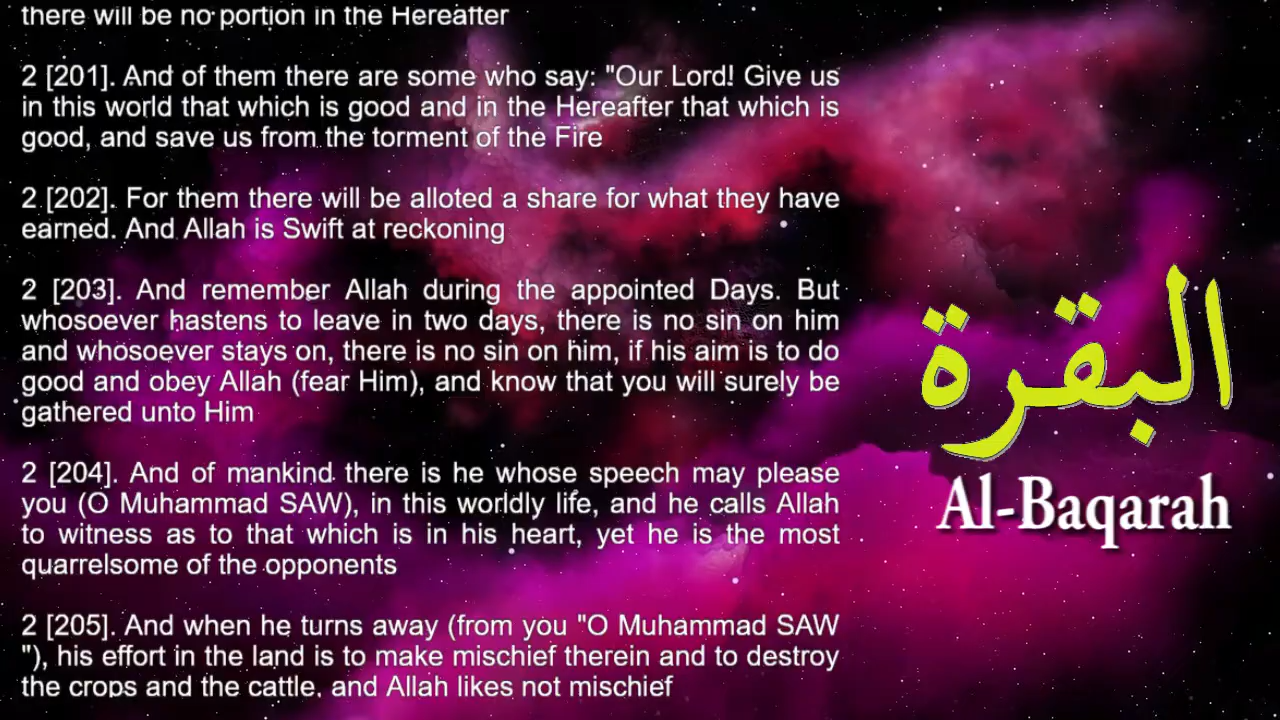 there will be no portion in the Hereafter
2 [201]. And of them there are some who say: "Our Lord! Give us
in this world that which is good and in the Hereafter that which is
good, and save us from the torment of the Fire
2 [202]. For them there will be alloted a share for what they have
earned. And Allah is Swift at reckoning
2 [203]. And remember Allah during the appointed Days. But
whosoever hastens to leave in two days, there is no sin on him
and whosoever stays on, there is no sin on him, if his aim is to do
good and obey Allah (fear Him), and know that you will surely be
gathered unto Him
2 [204]. And of mankind there is he whose speech may please
you (O Muhammad SAW), in this worldly life, and he calls Allah
to witness as to that which is in his heart, yet he is the most
quarrelsome of the opponents
2 [205]. And when he turns away (from you "O Muhammad SAW
"), his effort in the land is to make mischief therein and to destroy
the crops and the cattle, and Allah likes not mischief
البقرة
Al-Baqarah